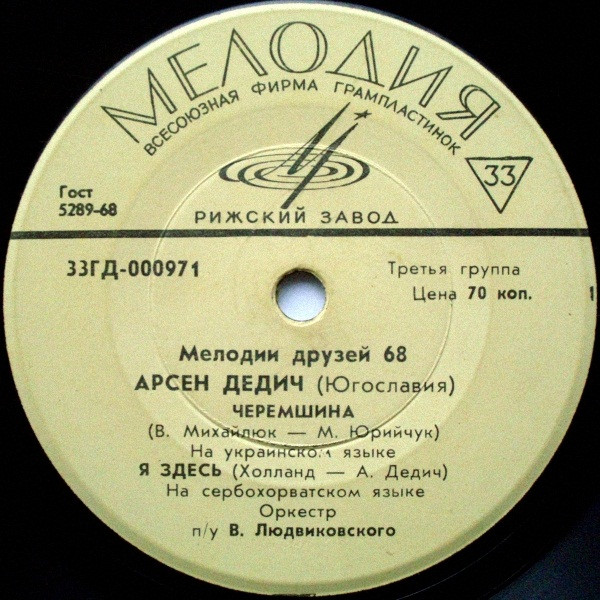 МЕЛОДИЯ
ВСЕСОЮЗНАЯ ФИРМА ГРАМПЛАСТИНОК
Гост
5289-68
33
РИЖСКИЙ ЗАВОД
33ГД-000971
Третья группа
Цена 70 коп.
1
Мелодии друзей 68
АРСЕН ДЕДИЧ (Югославия)
ЧЕРЕМШИНА
(В. Михайлюк — М. Юрийчук)
На украинском языке
Я ЗДЕСЬ (Холланд — А. Дедич)
На сербохорватском языке
Оркестр
п/у В. Людвиковского